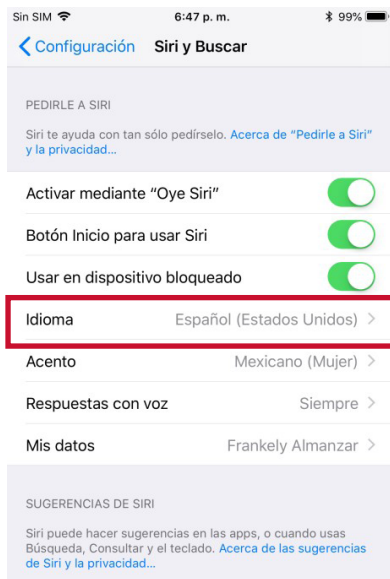 Sin SIM 6:47 p. m. 99%
Configuración Siri y Buscar
PEDIRLE A SIRI
Siri te ayuda con tan sólo pedírselo. Acerca de “Pedirle a Siri”
y la privacidad...
Activar mediante “Oye Siri”
Botón Inicio para usar Siri
Usar en dispositivo bloqueado
Idioma Español (Estados Unidos)
Acento Mexicano (Mujer)
Respuestas con voz Siempre
Mis datos Frankely Almanzar
SUGERENCIAS DE SIRI
Siri puede hacer sugerencias en las apps, o cuando usas
Búsqueda, Consultar y el teclado. Acerca de las sugerencias
de Siri y la privacidad...